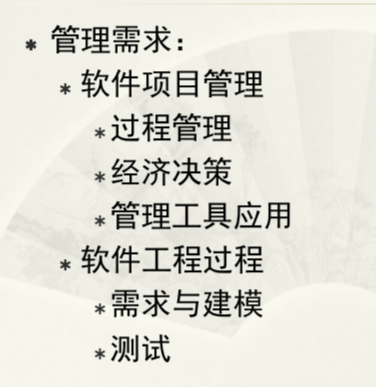 * 管理需求：
* 软件项目管理
* 过程管理
* 经济决策
* 管理工具应用
* 软件工程过程
* 需求与建模
* 测试